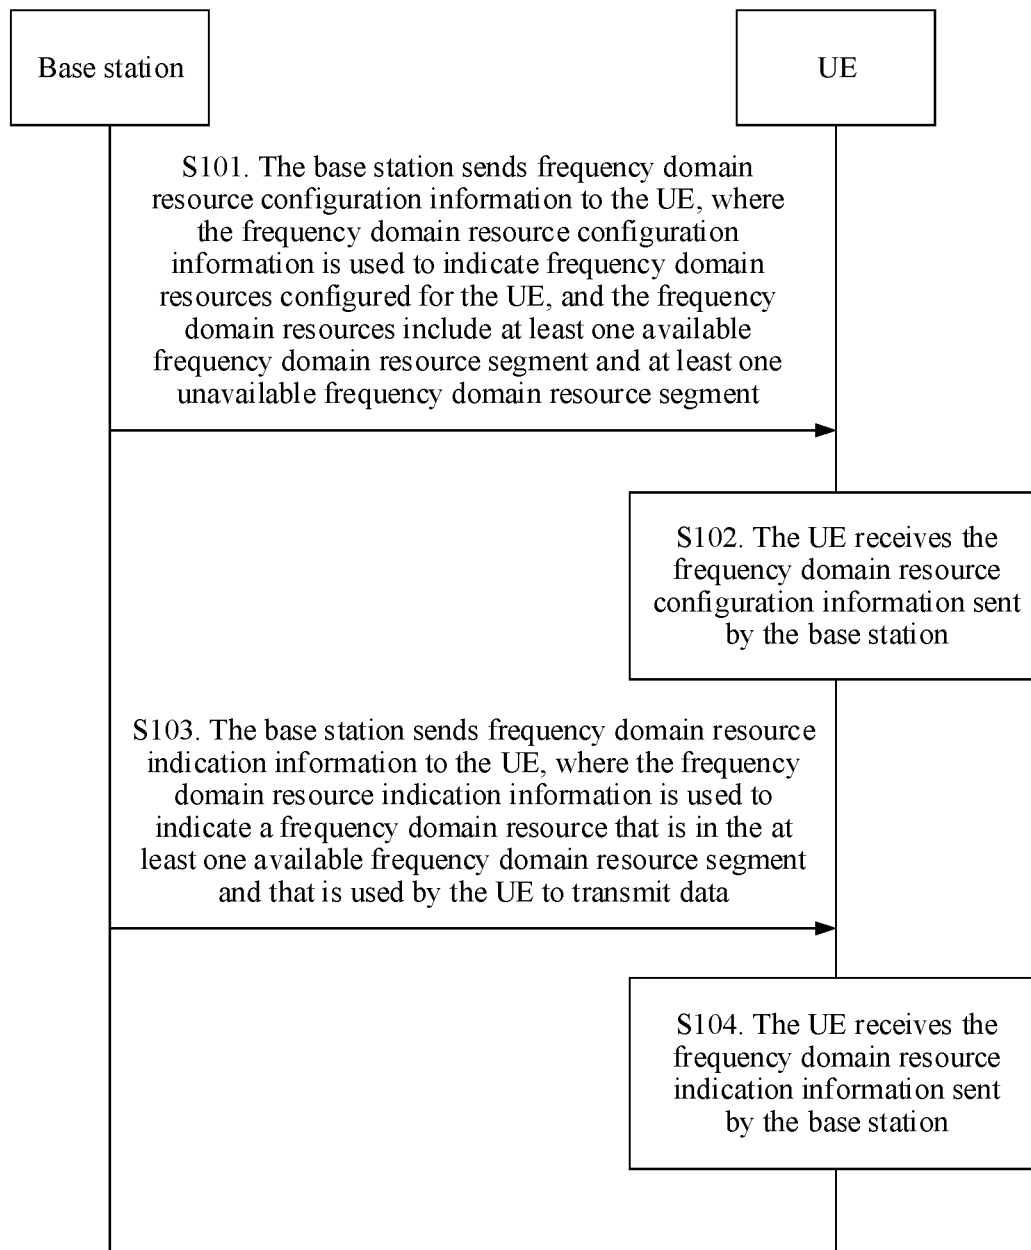 Base station
UE
S101. The base station sends frequency domain
resource configuration information to the UE, where
the frequency domain resource configuration
information is used to indicate frequency domain
resources configured for the UE, and the frequency
domain resources include at least one available
frequency domain resource segment and at least one
unavailable frequency domain resource segment
S102. The UE receives the
frequency domain resource
configuration information sent
by the base station
S103. The base station sends frequency domain resource
indication information to the UE, where the frequency
domain resource indication information is used to
indicate a frequency domain resource that is in the at
least one available frequency domain resource segment
and that is used by the UE to transmit data
S104. The UE receives the
frequency domain resource
indication information sent
by the base station